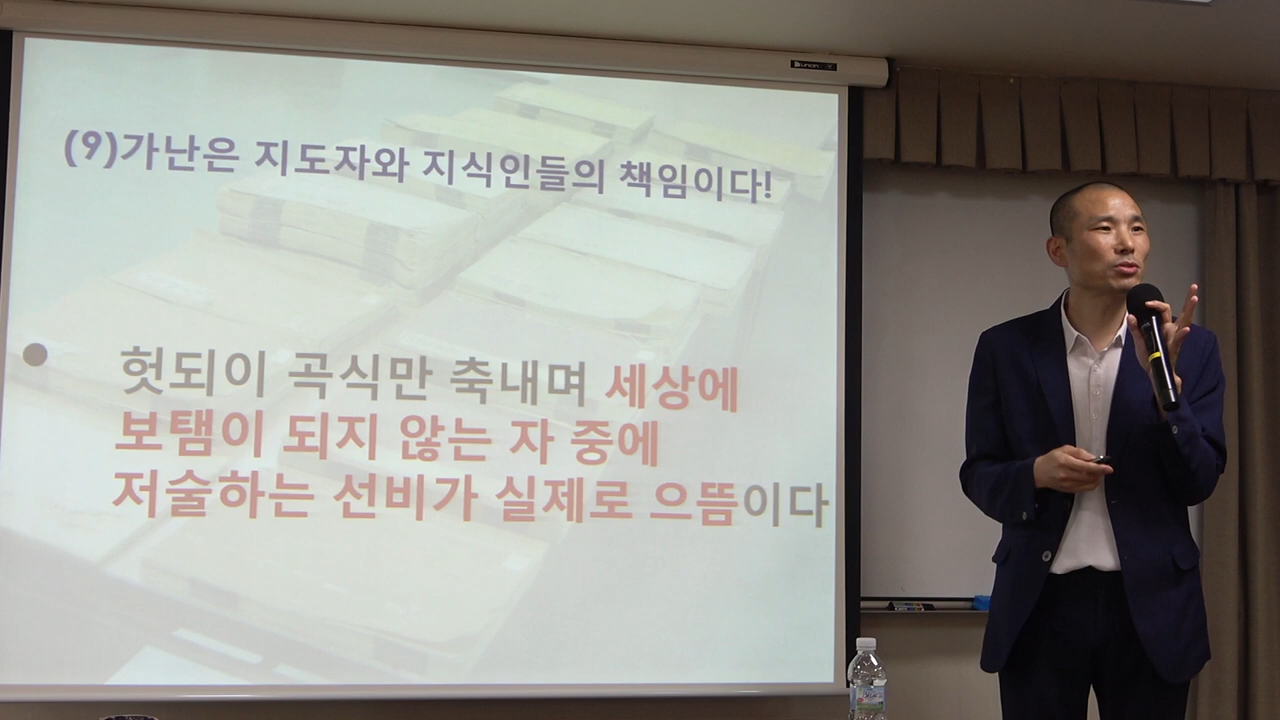 union
(9)가난은 지도자와 지식인들의 책임이다!
헛되이 곡식만 축내며 세상에
보탬이 되지 않는 자 중에
저술하는 선비가 실제로 으뜸이다